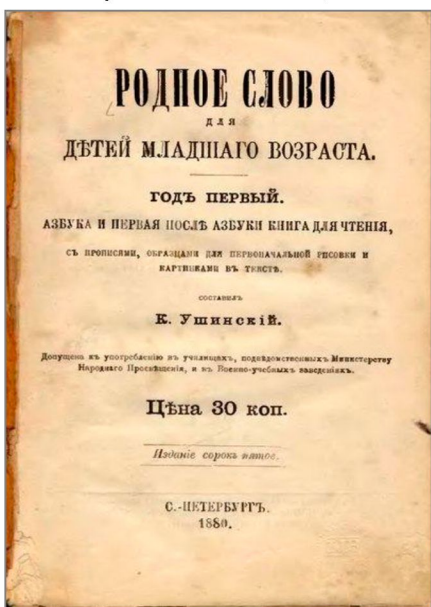 РОДНОЕ СЛОВО
ДЛЯ
ДѢТЕЙ МЛАДШАГО ВОЗРАСТА.
ГОДЪ ПЕРВЫЙ.
АЗБУКА И ПЕРВАЯ ПОСЛѢ АЗБУКИ КНИГА ДЛЯ ЧТЕНІЯ,
СЪ ПРОПИСЯМИ, ОБРАЗЦАМИ ДЛЯ ПЕРВОНАЧАЛЬНОЙ РИСОВКИ И
КАРТИНКАМИ ВЪ ТЕКСТѢ.
СОСТАВИЛЪ
К. Ушинскій.
Допущена къ употребленію въ училищахъ, подвѣдомственныхъ Министерству
Народнаго Просвѣщенія, и въ Военно-учебныхъ заведеніяхъ.
Цѣна 30 коп.
Изданіе сорокъ пятое.
С.-ПЕТЕРБУРГЪ.
1880.